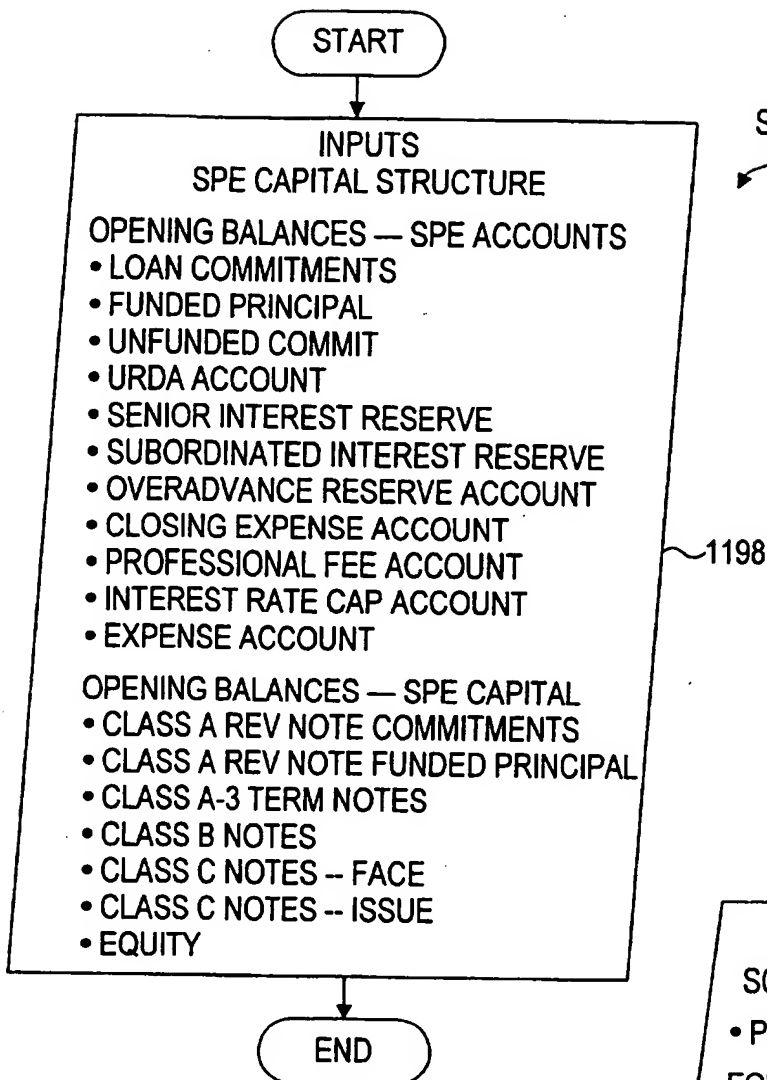 START
INPUTS
SPE CAPITAL STRUCTURE
OPENING BALANCES — SPE ACCOUNTS
• LOAN COMMITMENTS
• FUNDED PRINCIPAL
• UNFUNDED COMMIT
• URDA ACCOUNT
• SENIOR INTEREST RESERVE
• SUBORDINATED INTEREST RESERVE
• OVERADVANCE RESERVE ACCOUNT
• CLOSING EXPENSE ACCOUNT
• PROFESSIONAL FEE ACCOUNT
• INTEREST RATE CAP ACCOUNT
• EXPENSE ACCOUNT
1198
OPENING BALANCES — SPE CAPITAL
• CLASS A REV NOTE COMMITMENTS
• CLASS A REV NOTE FUNDED PRINCIPAL
• CLASS A-3 TERM NOTES
• CLASS B NOTES
• CLASS C NOTES -- FACE
• CLASS C NOTES -- ISSUE
• EQUITY
END